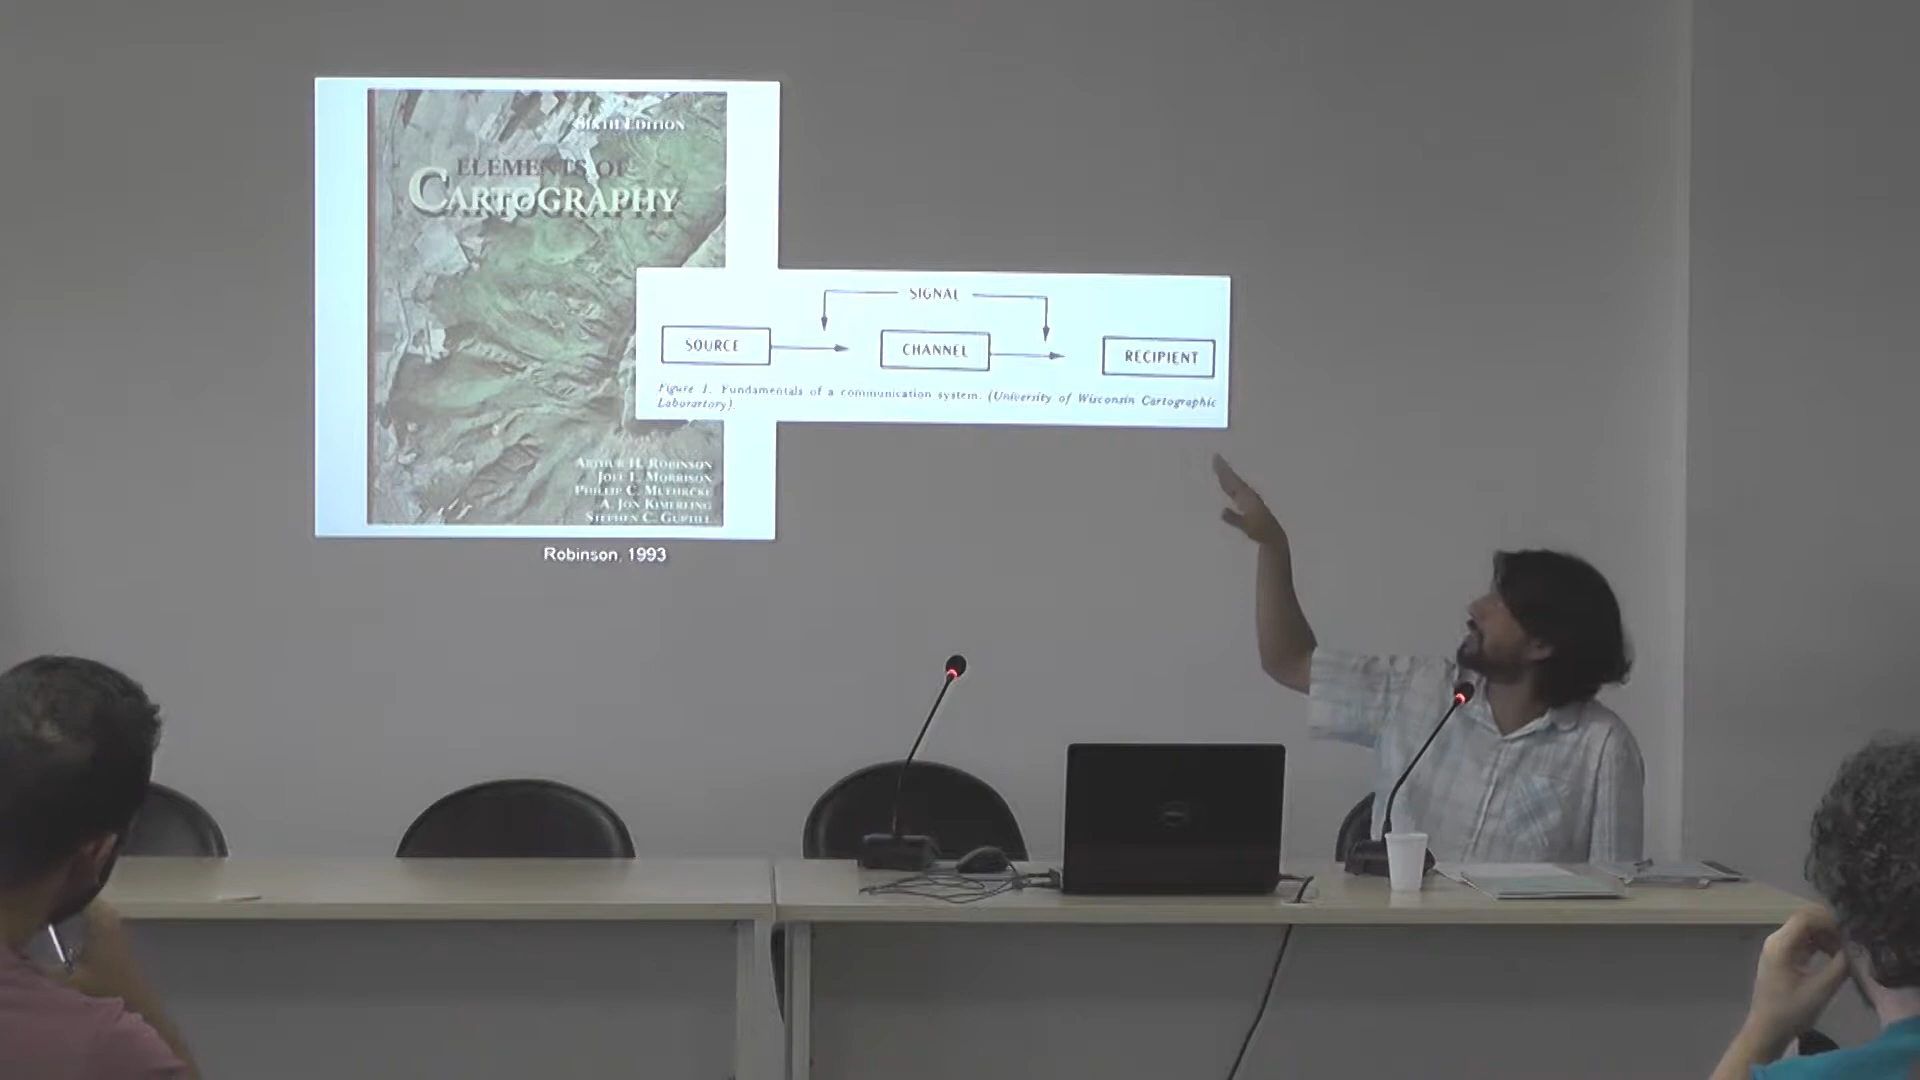 SIXTH EDITION
ELEMENTS OF
CARTOGRAPHY
SIGNAL
SOURCE
CHANNEL
RECIPIENT
Figure 1. Fundamentals of a communication system. (University of Wisconsin Cartographic
Laborartory).
ARTHUR H. ROBINSON
JOEL L. MORRISON
PHILLIP C. MUEHRCKE
A. JON KIMERLING
STEPHEN C. GUPTILL
Robinson, 1993